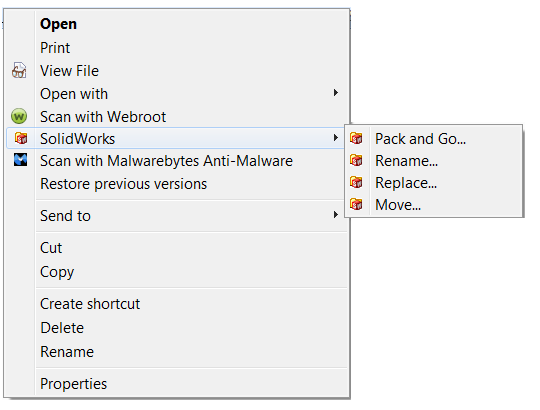 Open
Print
View File
Open with
Scan with Webroot
SolidWorks
Scan with Malwarebytes Anti-Malware
Restore previous versions
Send to
Cut
Copy
Create shortcut
Delete
Rename
Properties
Pack and Go...
Rename...
Replace...
Move...